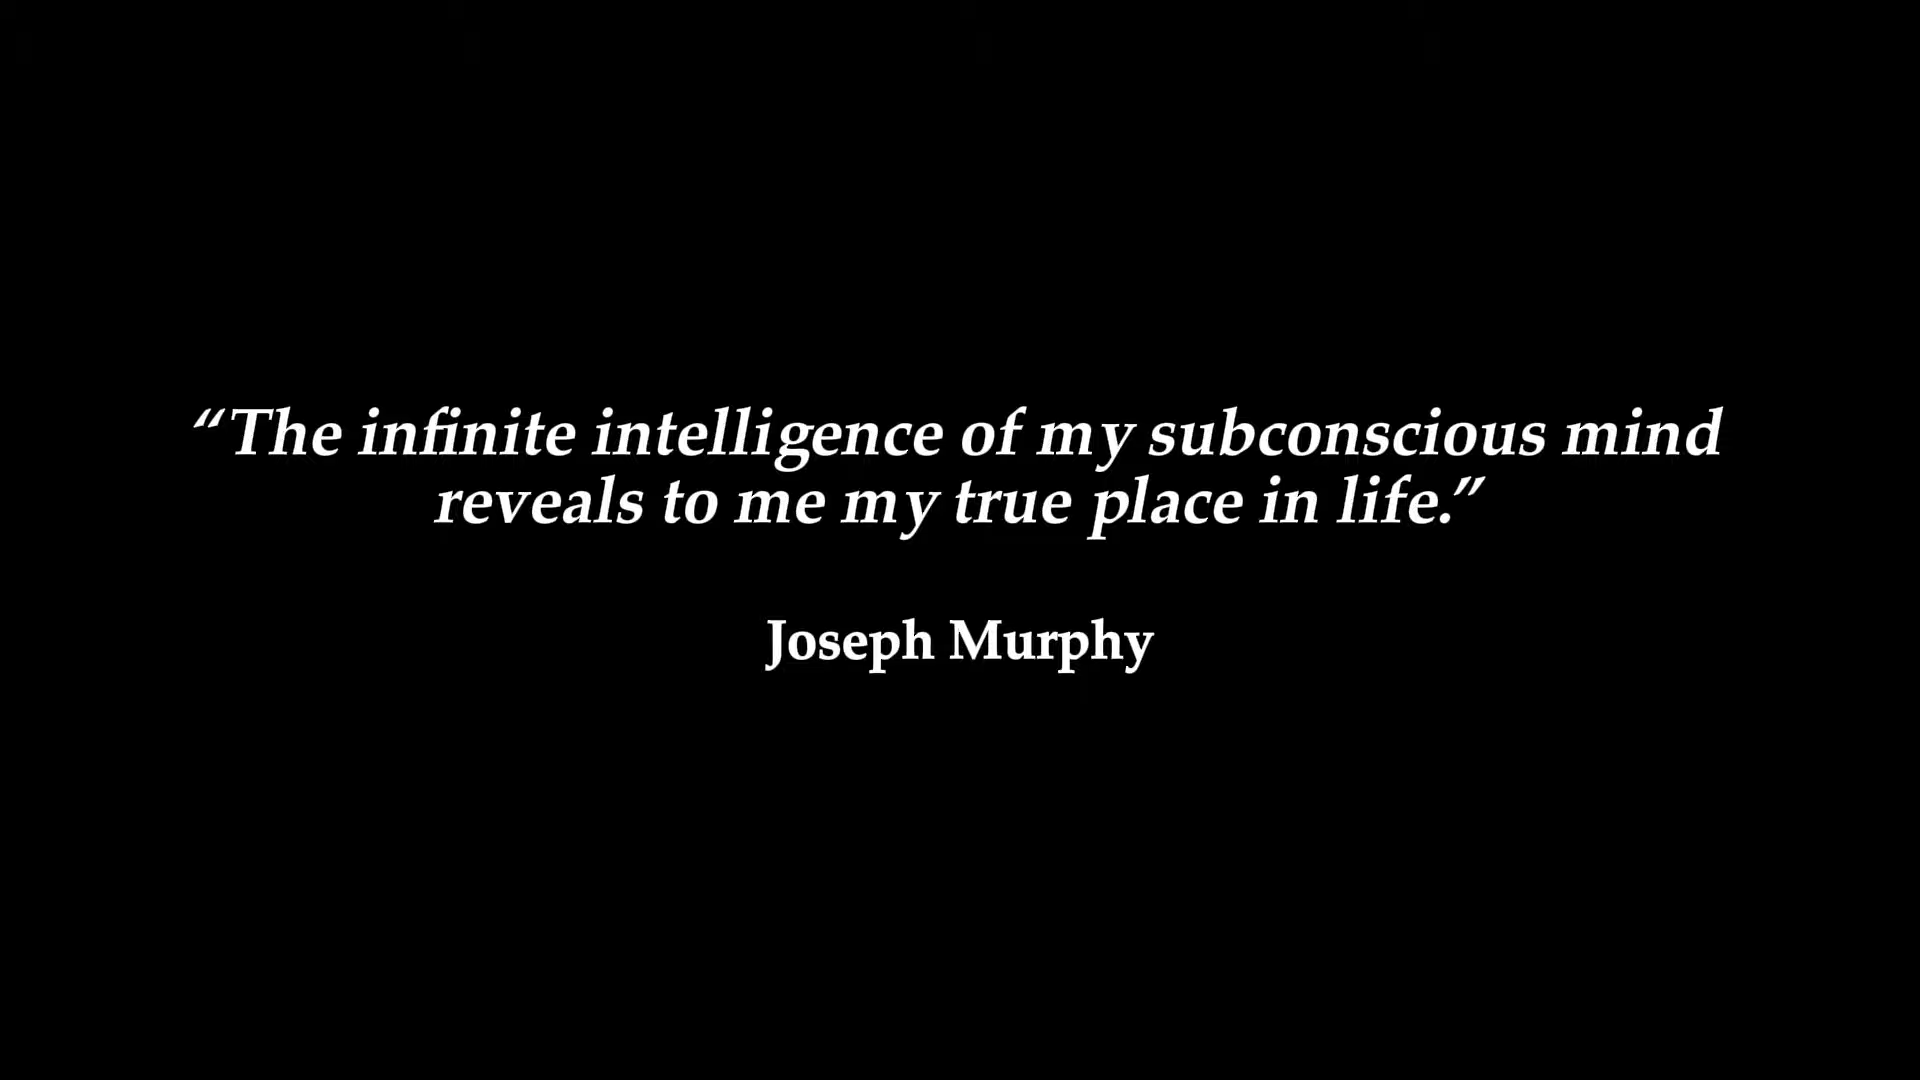 “The infinite intelligence of my subconscious mind
reveals to me my true place in life.”
Joseph Murphy